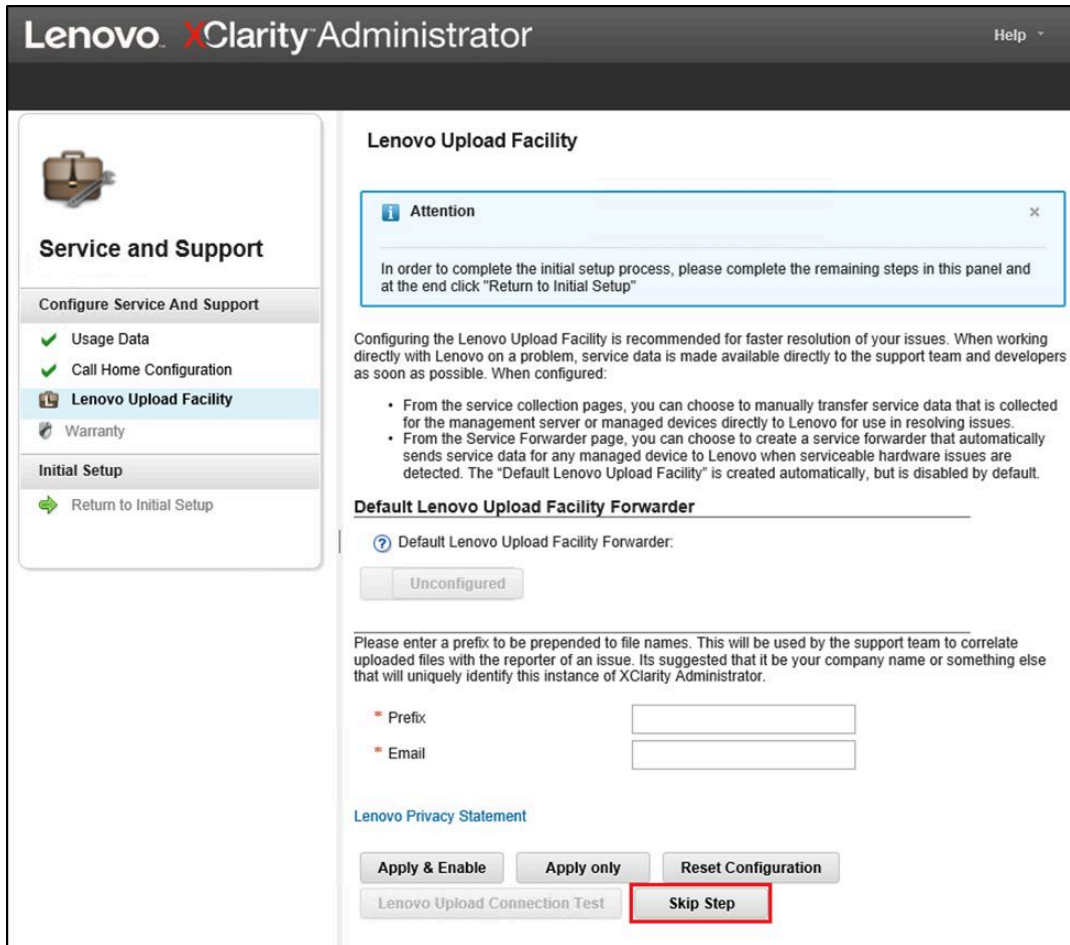 Lenovo. XClarity Administrator
Help
Service and Support
Configure Service And Support
Usage Data
Call Home Configuration
Lenovo Upload Facility
Warranty
Initial Setup
Return to Initial Setup
Lenovo Upload Facility
Attention
In order to complete the initial setup process, please complete the remaining steps in this panel and
at the end click "Return to Initial Setup"
Configuring the Lenovo Upload Facility is recommended for faster resolution of your issues. When working
directly with Lenovo on a problem, service data is made available directly to the support team and developers
as soon as possible. When configured:
• From the service collection pages, you can choose to manually transfer service data that is collected
for the management server or managed devices directly to Lenovo for use in resolving issues.
• From the Service Forwarder page, you can choose to create a service forwarder that automatically
sends service data for any managed device to Lenovo when serviceable hardware issues are
detected. The “Default Lenovo Upload Facility” is created automatically, but is disabled by default.
Default Lenovo Upload Facility Forwarder
Default Lenovo Upload Facility Forwarder:
Unconfigured
Please enter a prefix to be prepended to file names. This will be used by the support team to correlate
uploaded files with the reporter of an issue. Its suggested that it be your company name or something else
that will uniquely identify this instance of XClarity Administrator.
* Prefix
* Email
Lenovo Privacy Statement
Apply & Enable Apply only Reset Configuration
Lenovo Upload Connection Test Skip Step